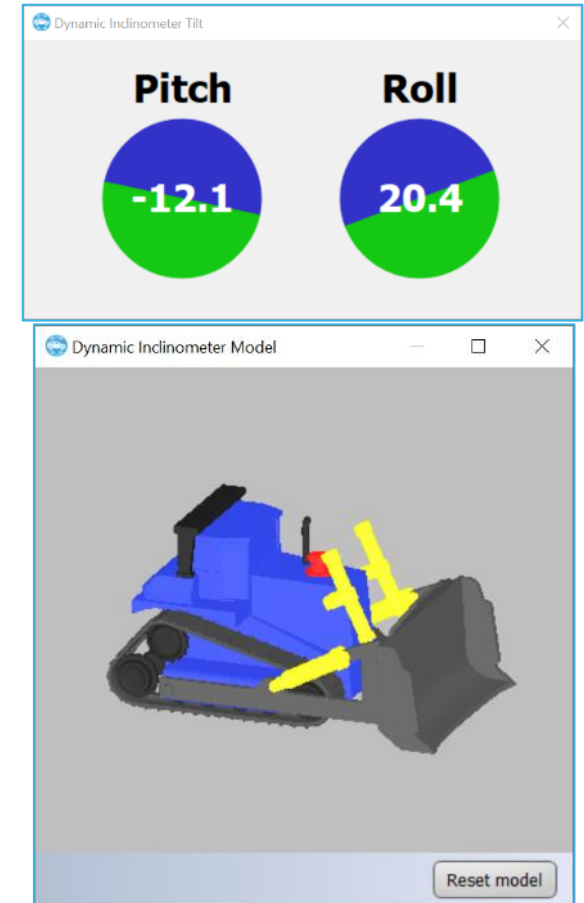 Dynamic Inclinometer Tilt
Pitch Roll
-12.1 20.4
Dynamic Inclinometer Model
Reset model